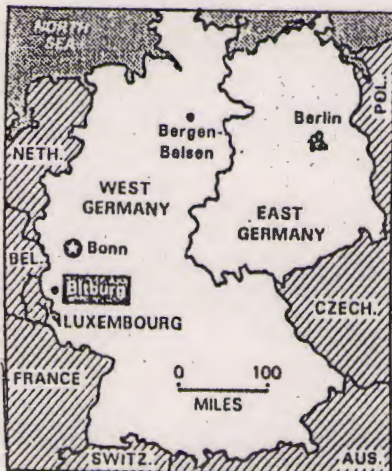 NORTH
SEA
POL.
Berlin
Bergen-
Belsen
NETH.
WEST
GERMANY
EAST
GERMANY
Bonn
BEL.
Bitburg
CZECH.
LUXEMBOURG
FRANCE
0 100
MILES
SWITZ.
AUS.